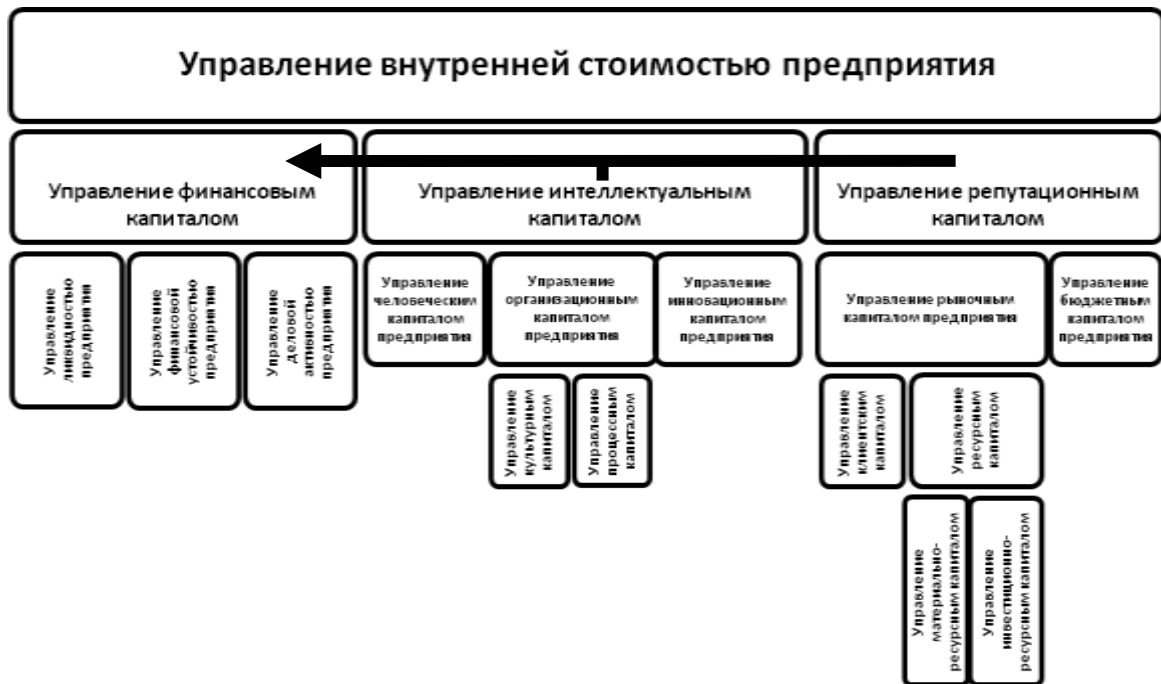 Управление внутренней стоимостью предприятия
Управление финансовым
капиталом
Управление интеллектуальным
капиталом
Управление репутационным
капиталом
Управление
ликвидностью
предприятия
Управление
финансовой
устойчивостью
предприятия
Управление
деловой
активностью
предприятия
Управление
человеческим
капиталом
предприятия
Управление
организационным
капиталом
предприятия
Управление
инновационным
капиталом
предприятия
Управление рыночным
капиталом предприятия
Управление
бюджетным
капиталом
предприятия
Управление
культурным
капиталом
Управление
процессным
капиталом
Управление
клиентским
капиталом
Управление
ресурсным
капиталом
Управление
материально-
ресурсным капиталом
Управление
инвестиционно-
ресурсным капиталом